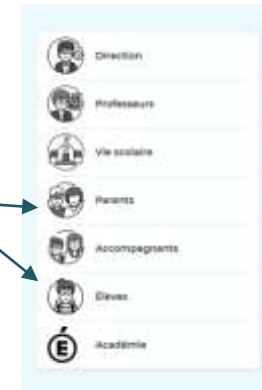 Direction
Professeurs
Vie scolaire
Parents
Accompagnants
Élèves
Académie